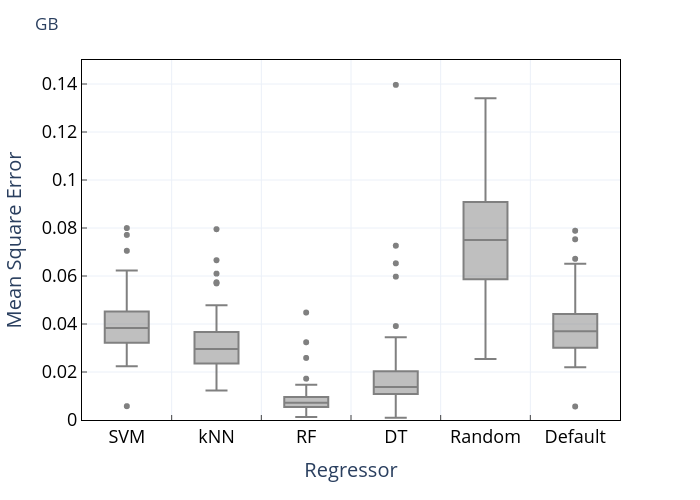 GB
Mean Square Error
0.14
0.12
0.1
0.08
0.06
0.04
0.02
0
SVM kNN RF DT Random Default
Regressor